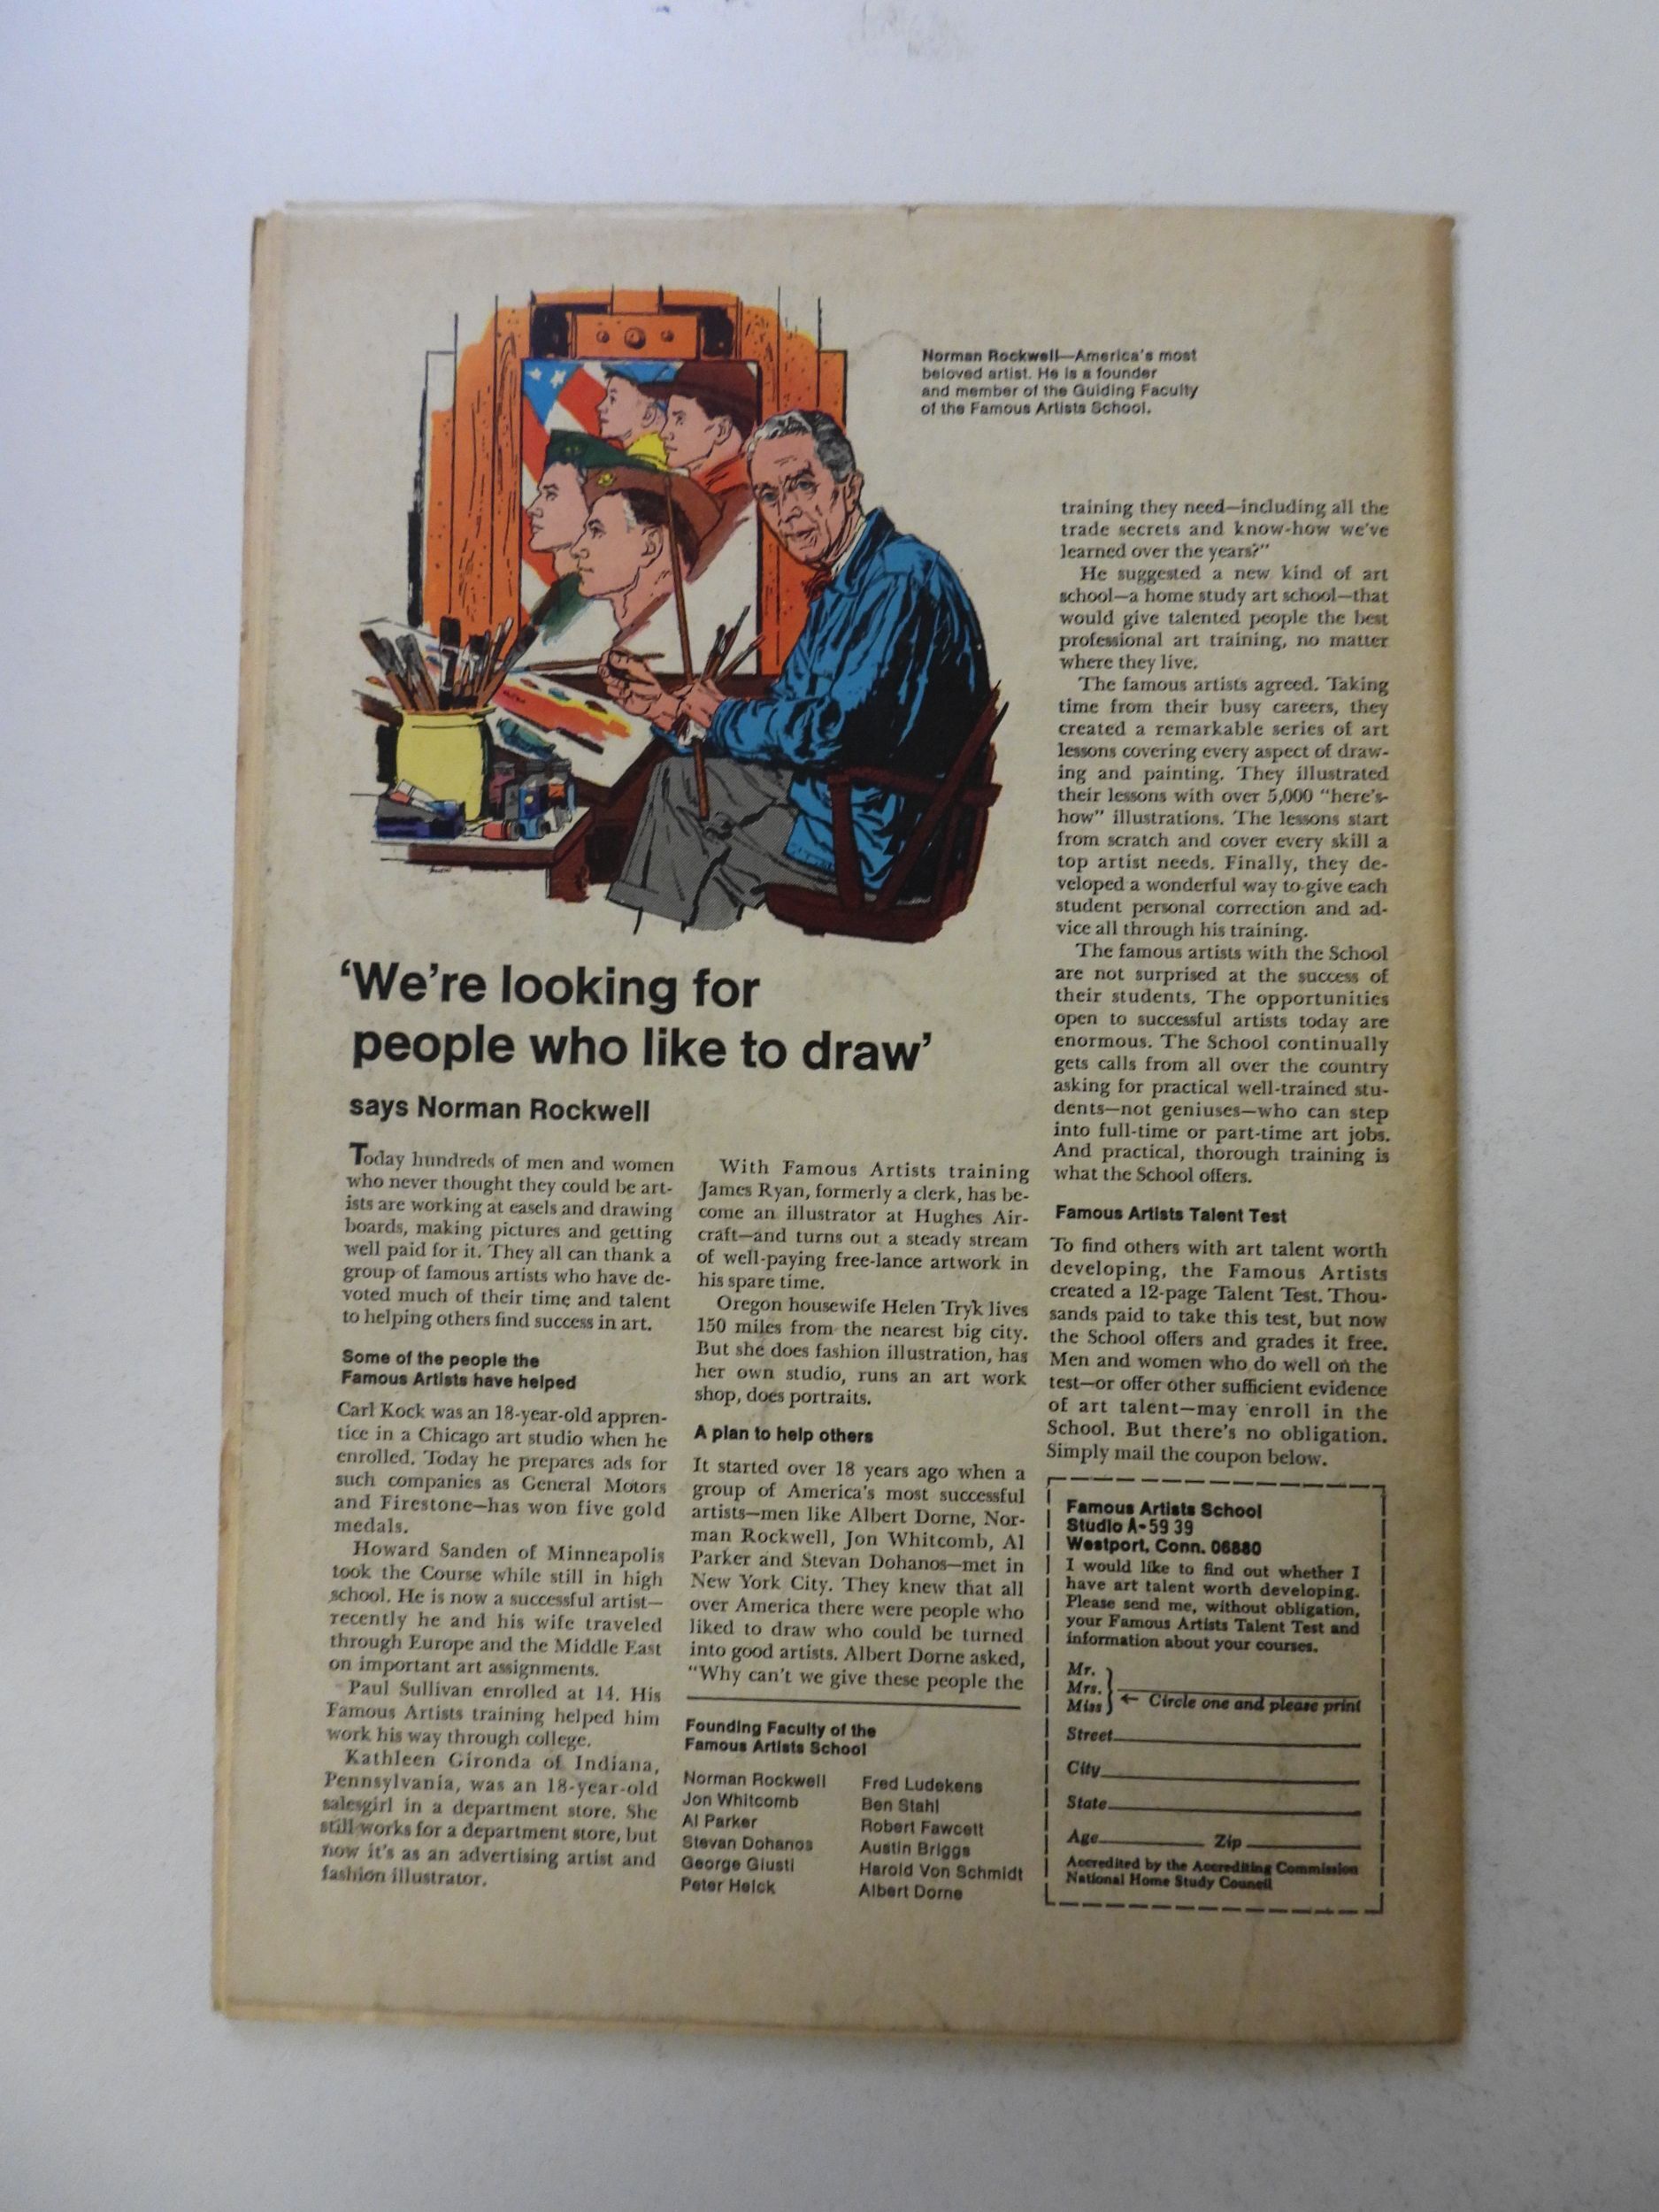 Norman Rockwell—America's most
beloved artist. He is a founder
and member of the Guiding Faculty
of the Famous Artists School.
'We're looking for
people who like to draw'
says Norman Rockwell
Today hundreds of men and women
who never thought they could be art-
ists are working at easels and drawing
boards, making pictures and getting
well paid for it. They all can thank a
group of famous artists who have de-
voted much of their time and talent
to helping others find success in art.
Some of the people the
Famous Artists have helped
Carl Kock was an 18-year-old appren-
tice in a Chicago art studio when he
enrolled. Today he prepares ads for
such companies as General Motors
and Firestone—has won five gold
medals.
Howard Sanden of Minneapolis
took the Course while still in high
school. He is now a successful artist—
recently he and his wife traveled
through Europe and the Middle East
on important art assignments.
Paul Sullivan enrolled at 14. His
Famous Artists training helped him
work his way through college.
Kathleen Gironda of Indiana,
Pennsylvania, was an 18-year-old
salesgirl in a department store. She
still works for a department store, but
now it's as an advertising artist and
fashion illustrator.
With Famous Artists training
James Ryan, formerly a clerk, has be-
come an illustrator at Hughes Air-
craft—and turns out a steady stream
of well-paying free-lance artwork in
his spare time.
Oregon housewife Helen Tryk lives
150 miles from the nearest big city.
But she does fashion illustration, has
her own studio, runs an art work
shop, does portraits.
A plan to help others
It started over 18 years ago when a
group of America's most successful
artists—men like Albert Dorne, Nor-
man Rockwell, Jon Whitcomb, Al
Parker and Stevan Dohanos—met in
New York City. They knew that all
over America there were people who
liked to draw who could be turned
into good artists. Albert Dorne asked,
"Why can't we give these people the
Founding Faculty of the
Famous Artists School
Norman Rockwell
Jon Whitcomb
Al Parker
Stevan Dohanos
George Giusti
Peter Helck
Fred Ludekens
Ben Stahl
Robert Fawcett
Austin Briggs
Harold Von Schmidt
Albert Dorne
training they need—including all the
trade secrets and know-how we've
learned over the years?"
He suggested a new kind of art
school—a home study art school—that
would give talented people the best
professional art training, no matter
where they live.
The famous artists agreed. Taking
time from their busy careers, they
created a remarkable series of art
lessons covering every aspect of draw-
ing and painting. They illustrated
their lessons with over 5,000 "here's-
how" illustrations. The lessons start
from scratch and cover every skill a
top artist needs. Finally, they de-
veloped a wonderful way to give each
student personal correction and ad-
vice all through his training.
The famous artists with the School
are not surprised at the success of
their students. The opportunities
open to successful artists today are
enormous. The School continually
gets calls from all over the country
asking for practical well-trained stu-
dents—not geniuses—who can step
into full-time or part-time art jobs.
And practical, thorough training is
what the School offers.
Famous Artists Talent Test
To find others with art talent worth
developing, the Famous Artists
created a 12-page Talent Test. Thou-
sands paid to take this test, but now
the School offers and grades it free.
Men and women who do well on the
test—or offer other sufficient evidence
of art talent—may enroll in the
School. But there's no obligation.
Simply mail the coupon below.
Famous Artists School
Studio A-59 39
Westport, Conn. 06880
I would like to find out whether I
have art talent worth developing.
Please send me, without obligation,
your Famous Artists Talent Test and
information about your courses.
Mr.
Mrs.
Miss
← Circle one and please print
Street
City
State
Age Zip
Accredited by the Accrediting Commission
National Home Study Council